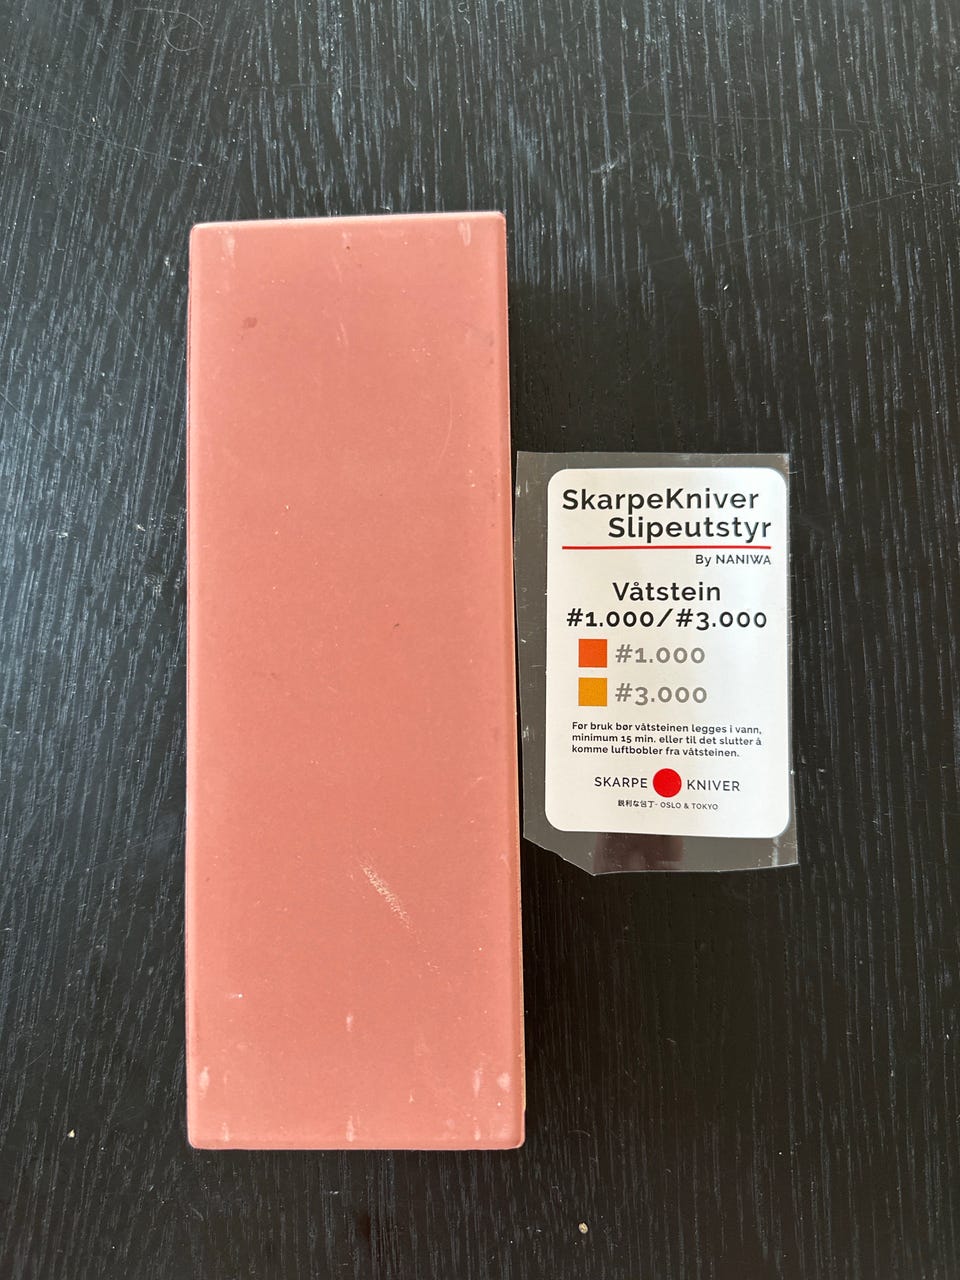 SkarpeKniver
Slipeutstyr
By NANIWA
Våtstein
#1.000/#3.000
#1.000
#3.000
Før bruk bør våtsteinen legges i vann,
minimum 15 min. eller til det slutter å
komme luftbobler fra våtsteinen.
SKARPE KNIVER
鋭利な包丁- OSLO & TOKYO